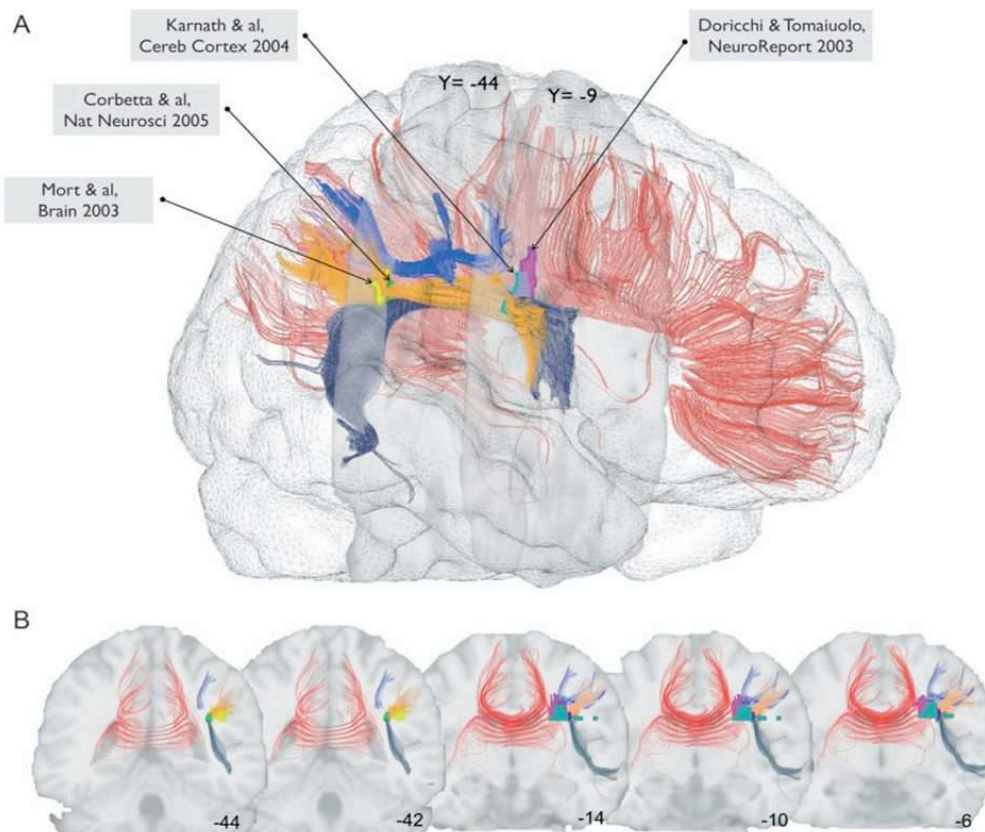 A
Karnath & al,
Cereb Cortex 2004
Doricchi & Tomaiuolo,
NeuroReport 2003
Y= -44
Y= -9
Corbetta & al,
Nat Neurosci 2005
Mort & al,
Brain 2003
B
-44
-42
-14
-10
-6